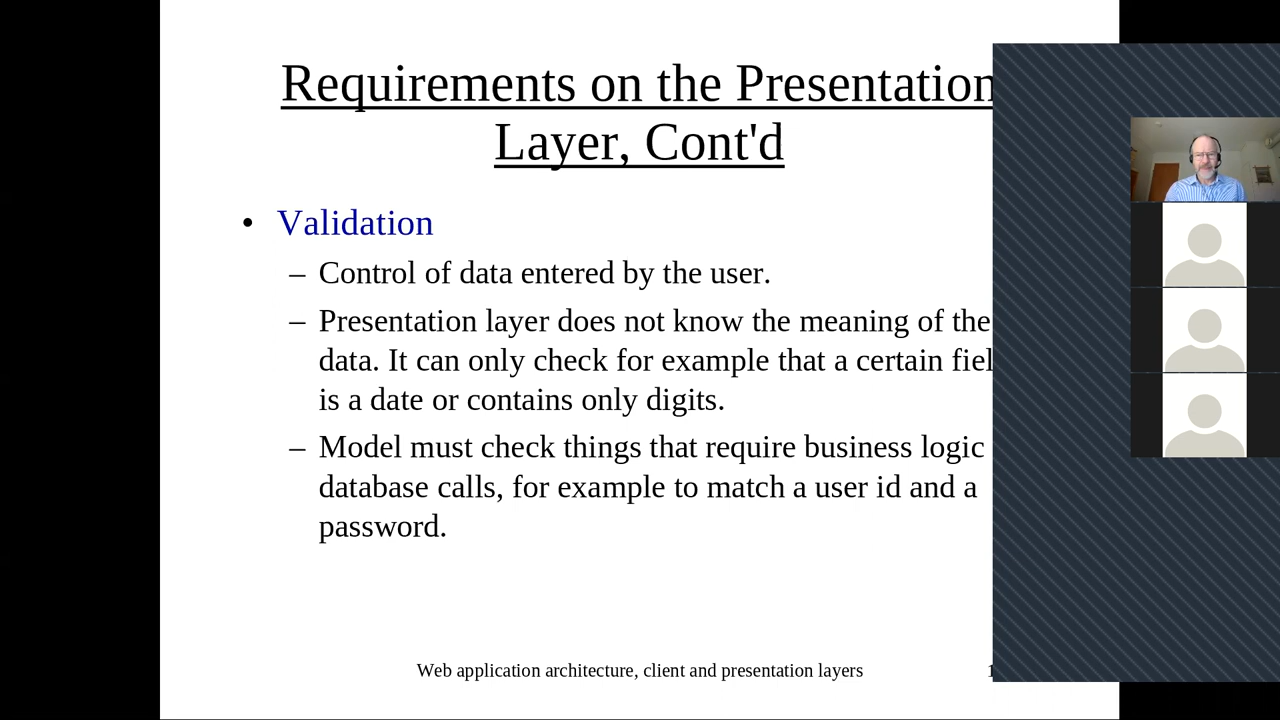 Requirements on the Presentation
Layer, Cont'd
• Validation
– Control of data entered by the user.
– Presentation layer does not know the meaning of the
data. It can only check for example that a certain
is a date or contains only digits.
– Model must check things that require business logic
database calls, for example to match a user id and a
password.
Web application architecture, client and presentation layers